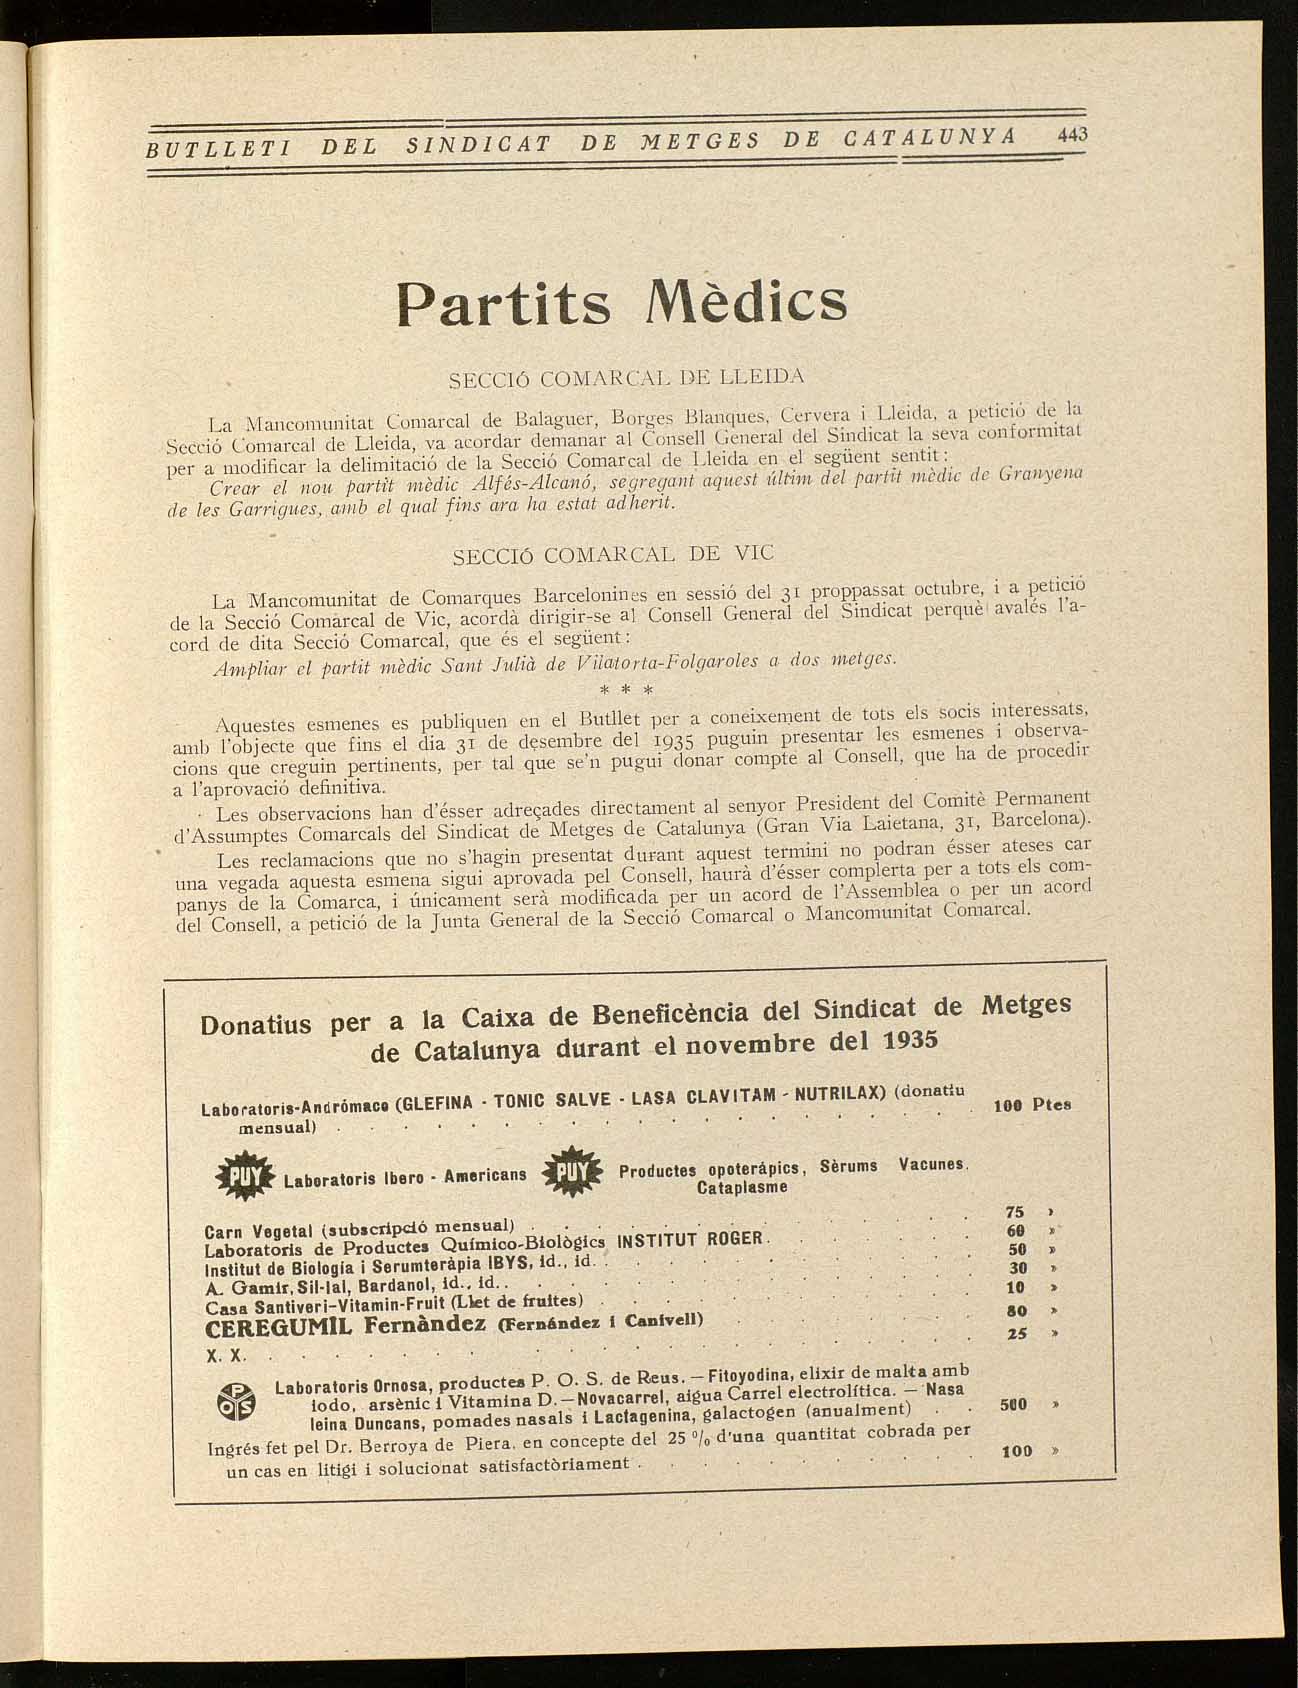 BUTLLETI DEL SINDICAT DE METGES DE CATALUNYA 443
Partits Mèdics
SECCIÓ COMARCAL DE LLEIDA
La Mancomunitat Comarcal de Balaguer, Borges Blanques, Cervera i Lleida, a petició de la
Secció Comarcal de Lleida, va acordar demanar al Consell General del Sindicat la seva conformitat
per a modificar la delimitació de la Secció Comarcal de Lleida en el següent sentit:
Crear el nou partit mèdic Alfés-Alcanó, segregant aquest últim del partit mèdic de Granyena
de les Garrigues, amb el qual fins ara ha estat adherit.
SECCIÓ COMARCAL DE VIC
La Mancomunitat de Comarques Barcelonines en sessió del 31 proppassat octubre, i a petició
de la Secció Comarcal de Vic, acordà dirigir-se al Consell General del Sindicat perquè avalés l'a-
cord de dita Secció Comarcal, que és el següent:
Ampliar el partit mèdic Sant Julià de Vilatorta-Folgaroles a dos metges.
* * *
Aquestes esmenes es publiquen en el Butllet per a coneixement de tots els socis interessats,
amb l'objecte que fins el dia 31 de desembre del 1935 puguin presentar les esmenes i observa-
cions que creguin pertinents, per tal que se'n pugui donar compte al Consell, que ha de procedir
a l'aprovació definitiva.
Les observacions han d'ésser adreçades directament al senyor President del Comitè Permanent
d'Assumptes Comarcals del Sindicat de Metges de Catalunya (Gran Via Laietana, 31, Barcelona).
Les reclamacions que no s'hagin presentat durant aquest termini no podran ésser ateses car
una vegada aquesta esmena sigui aprovada pel Consell, haurà d'ésser complerta per a tots els com-
panys de la Comarca, i únicament serà modificada per un acord de l'Assemblea o per un acord
del Consell, a petició de la Junta General de la Secció Comarcal o Mancomunitat Comarcal.
Donatius per a la Caixa de Beneficència del Sindicat de Metges
de Catalunya durant el novembre del 1935
Laboratoris-Andrómaco (GLEFINA - TONIC SALVE - LASA CLAVITAM - NUTRILAX) (donatiu
mensual) . . . . . . . . . . . . . . . . . . . . 100 Ptes
PUY Laboratoris Ibero - Americans PUY Productes opoteràpics, Sèrums Vacunes.
Cataplasme
Carn Vegetal (subscripció mensual) . . . . . . . . . . . . . . 75 »
Laboratoris de Productes Químico-Biològics INSTITUT ROGER . . . . . . . 60 »
Institut de Biologia i Serumteràpia IBYS, id., id. . . . . . . . . . . . . 50 »
A. Gamir, Sil-lal, Bardanol, id., id. . . . . . . . . . . . . . . . 30 »
Casa Santiveri-Vitamin-Fruit (Llet de fruites) . . . . . . . . . . . . 10 »
CEREGUMIL Fernàndez (Fernández i Canivell) . . . . . . . . 80 »
X. X. . . . . . . . . . . . . . . . . . . . . . . 25 »
POS Laboratoris Ornosa, productes P. O. S. de Reus. — Fitoyodina, elixir de malta amb
iodo, arsènic i Vitamina D. — Novacarrel, aigua Carrel electrolítica. — Nasa
leina Duncans, pomades nasals i Lactagenina, galactogen (anualment) . . 500 »
Ingrés fet pel Dr. Berroya de Piera, en concepte del 25 % d'una quantitat cobrada per
un cas en litigi i solucionat satisfactòriament . . . . . . . . . . . 100 »